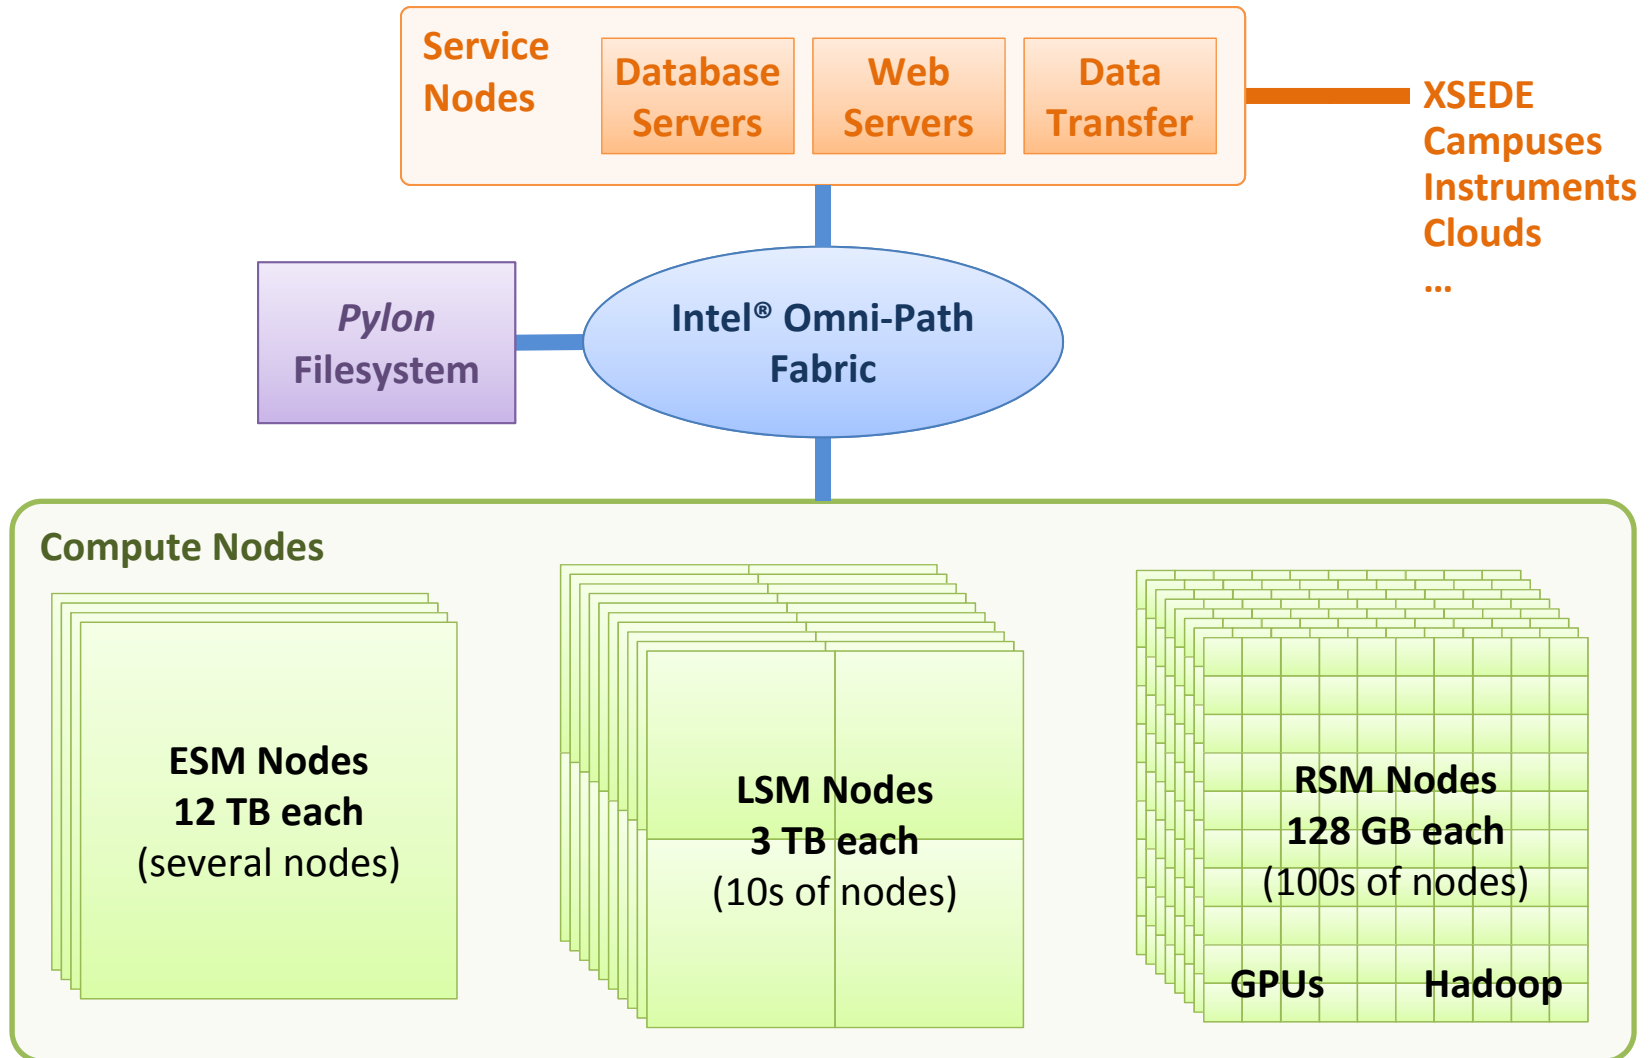 Service
Nodes
Database
Servers
Web
Servers
Data
Transfer
XSEDE
Campuses
Instruments
Clouds
...
Pylon
Filesystem
Intel® Omni-Path
Fabric
Compute Nodes
ESM Nodes
12 TB each
(several nodes)
LSM Nodes
3 TB each
(10s of nodes)
RSM Nodes
128 GB each
(100s of nodes)
GPUs Hadoop